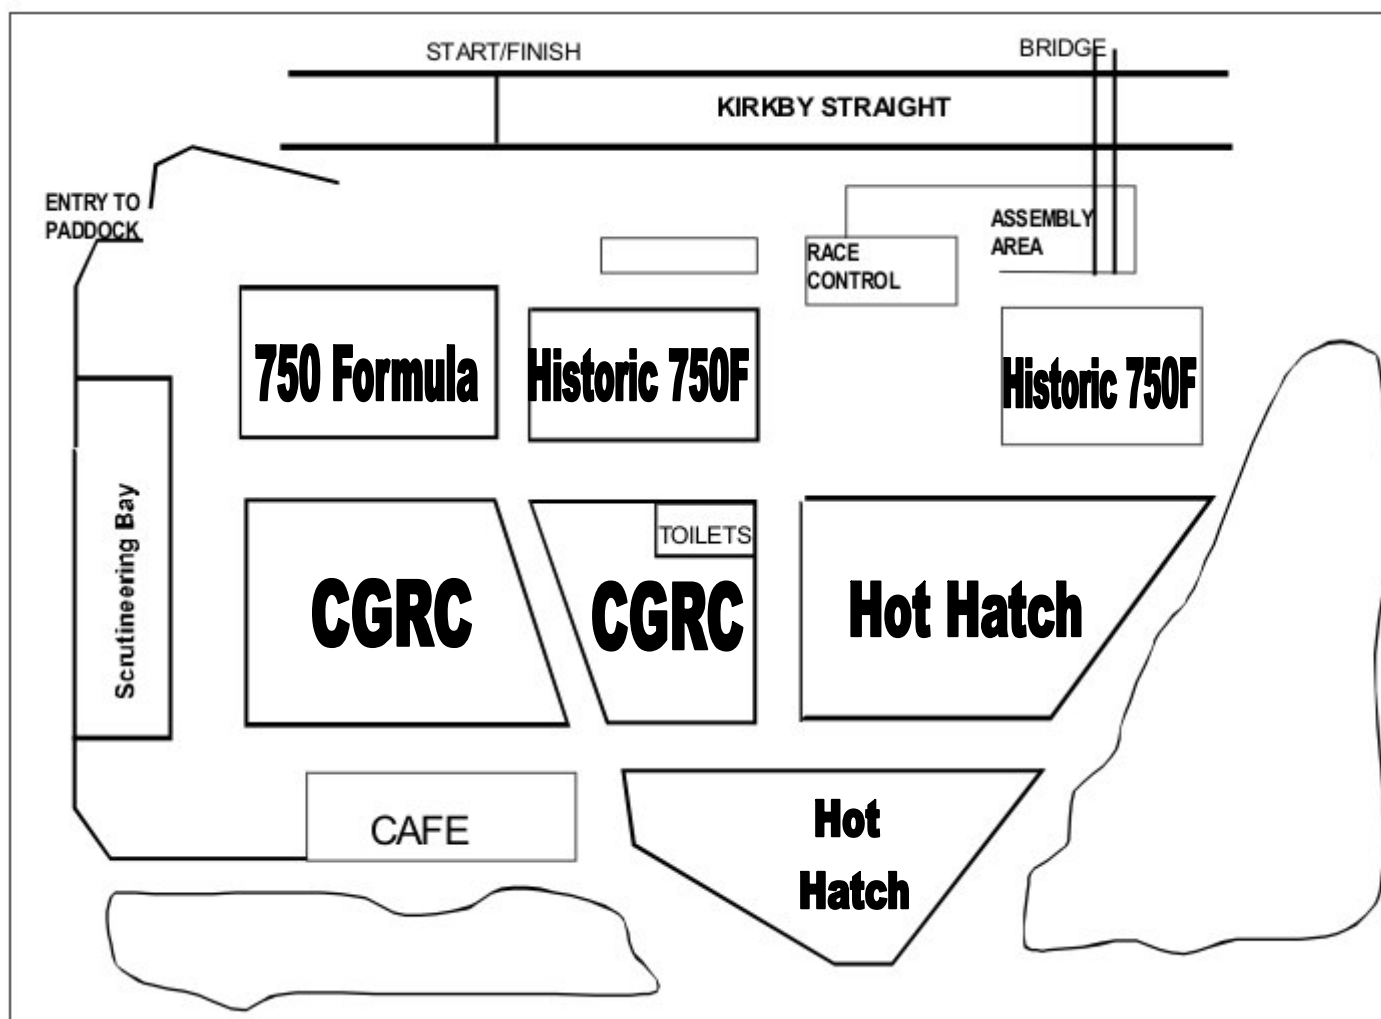 START/FINISH
BRIDGE
KIRKBY STRAIGHT
ENTRY TO
PADDOCK
ASSEMBLY
AREA
RACE
CONTROL
750 Formula
Historic 750F
Historic 750F
Scrutineering Bay
TOILETS
CGRC
CGRC
Hot Hatch
CAFE
Hot
Hatch